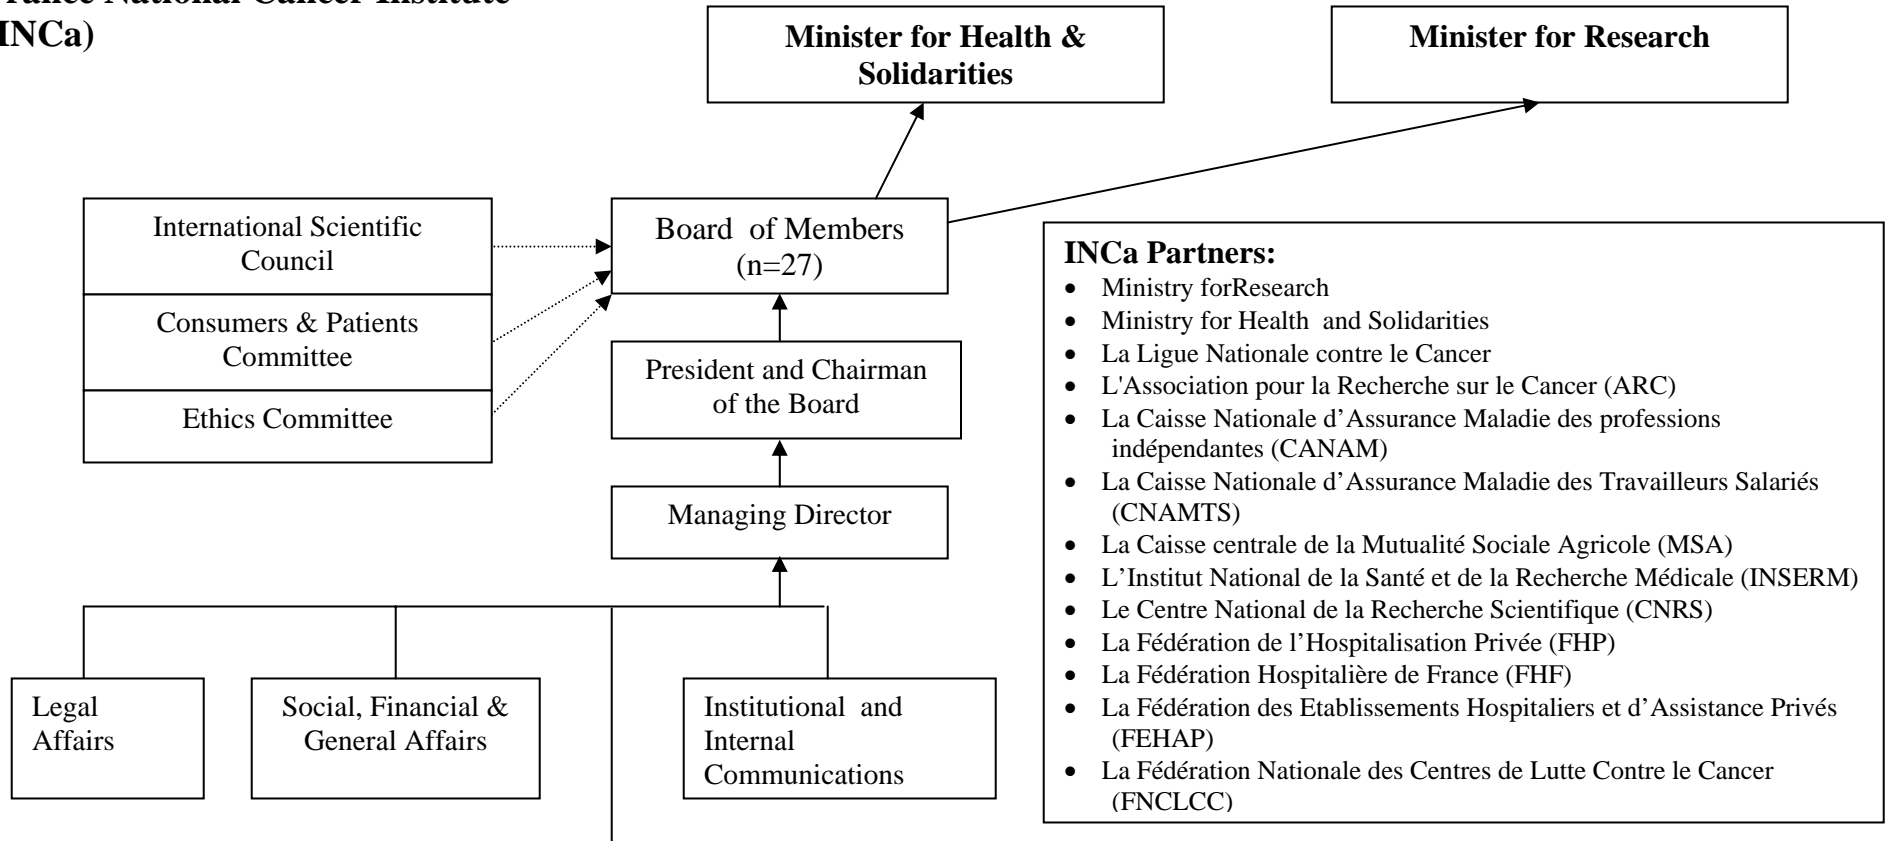 rance National Cancer Institute
INCa)
Minister for Health &
Solidarities
Minister for Research
International Scientific
Council
Consumers & Patients
Committee
Ethics Committee
Board of Members
(n=27)
President and Chairman
of the Board
Managing Director
Legal
Affairs
Social, Financial &
General Affairs
Institutional and
Internal
Communications
INCa Partners:
• Ministry forResearch
• Ministry for Health and Solidarities
• La Ligue Nationale contre le Cancer
• L'Association pour la Recherche sur le Cancer (ARC)
• La Caisse Nationale d’Assurance Maladie des professions
indépendantes (CANAM)
• La Caisse Nationale d’Assurance Maladie des Travailleurs Salariés
(CNAMTS)
• La Caisse centrale de la Mutualité Sociale Agricole (MSA)
• L’Institut National de la Santé et de la Recherche Médicale (INSERM)
• Le Centre National de la Recherche Scientifique (CNRS)
• La Fédération de l’Hospitalisation Privée (FHP)
• La Fédération Hospitalière de France (FHF)
• La Fédération des Etablissements Hospitaliers et d’Assistance Privés
(FEHAP)
• La Fédération Nationale des Centres de Lutte Contre le Cancer
(FNCLCC)